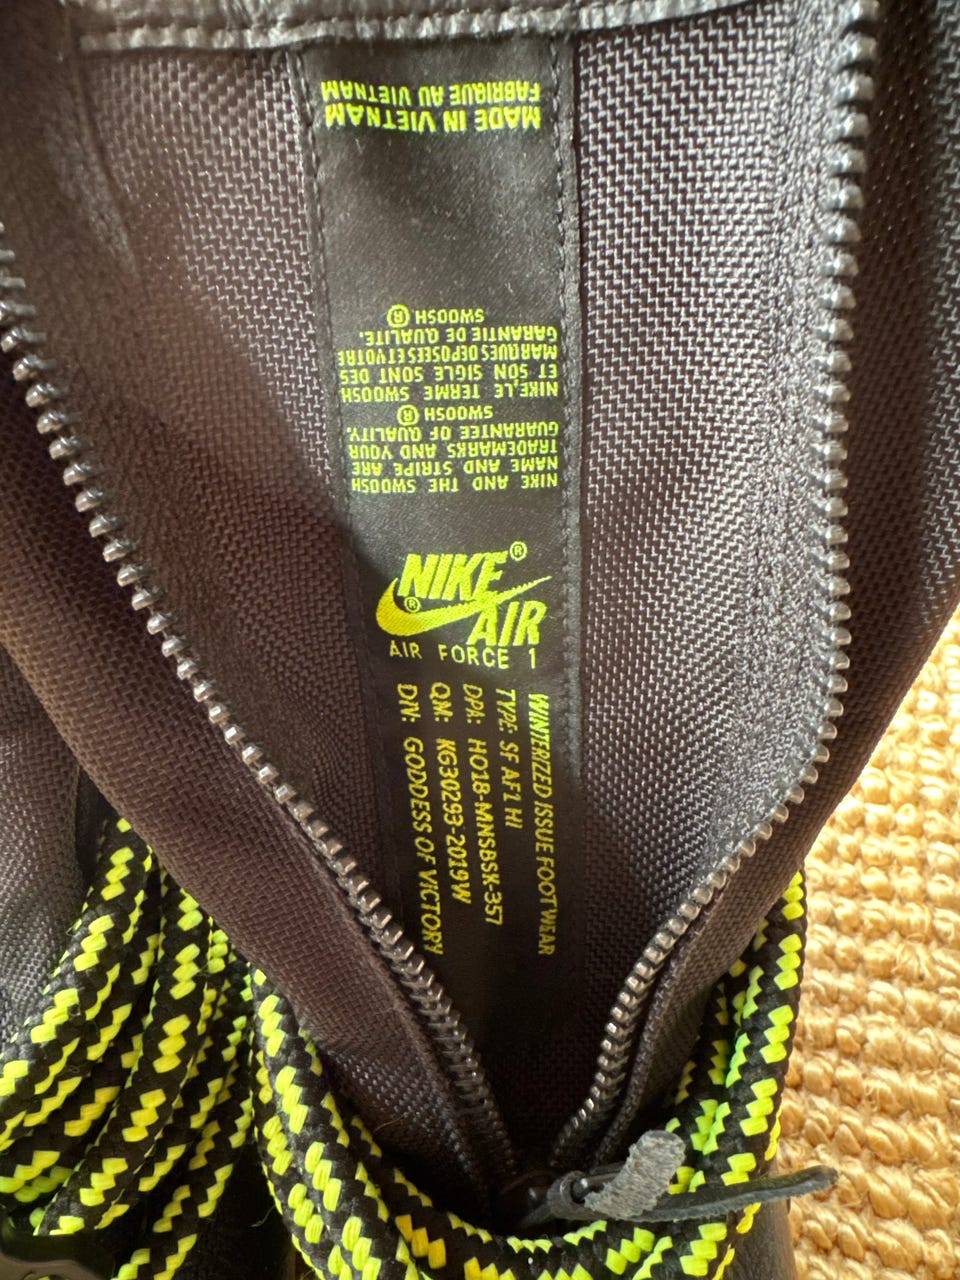 MADE IN VIETNAM
FABRIQUE AU VIETNAM
NIKE AND THE SWOOSH
NAME AND STRIPE ARE
TRADEMARKS AND YOUR
GUARANTEE OF QUALITY.
SWOOSH ®
NIKE,LE TERME SWOOSH
ET SON SIGLE SONT DES
MARQUES DEPOSEES ET VOTRE
GARANTIE DE QUALITE.
SWOOSH ®
NIKE®
®
AIR
AIR FORCE 1
WINTERIZED ISSUE FOOTWEAR
TYPE: SF AF1 HI
DPA: HO18-MNSBSK-357
QM: KG30293-2019W
DIV: GODDESS OF VICTORY